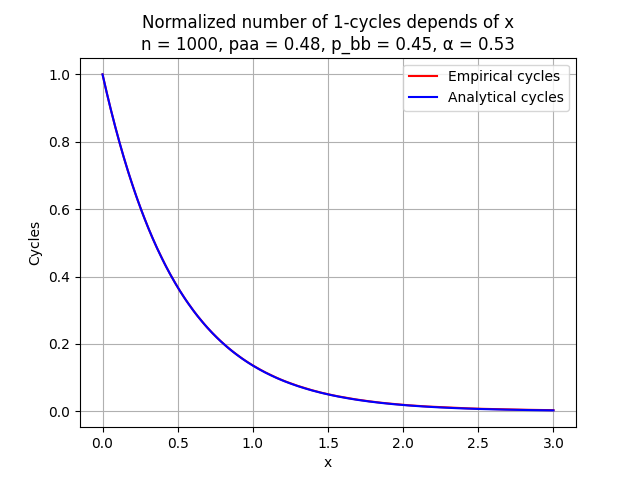 Normalized number of 1-cycles depends of x
n = 1000, paa = 0.48, p_bb = 0.45, α = 0.53
Empirical cycles
Analytical cycles
Cycles
1.0
0.8
0.6
0.4
0.2
0.0
0.0 0.5 1.0 1.5 2.0 2.5 3.0
x